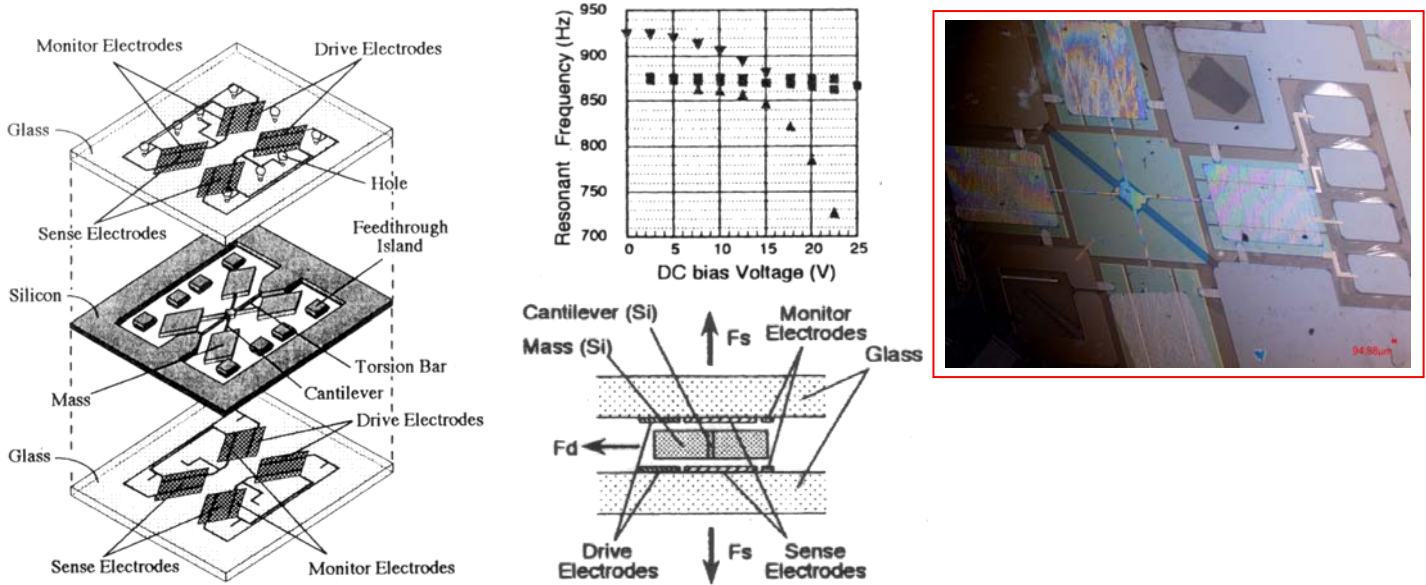 Monitor Electrodes
Drive Electrodes
Glass
Hole
Sense Electrodes
Feedthrough
Island
Silicon
Torsion Bar
Cantilever
Mass
Drive Electrodes
Glass
Sense Electrodes
Monitor Electrodes
Resonant Frequency (Hz)
950
900
850
800
750
700
0
5
10
15
20
25
DC bias Voltage (V)
Cantilever (Si)
Mass (Si)
Fs
Monitor
Electrodes
Glass
Fd
Fs
Drive
Electrodes
Sense
Electrodes
94.86µm